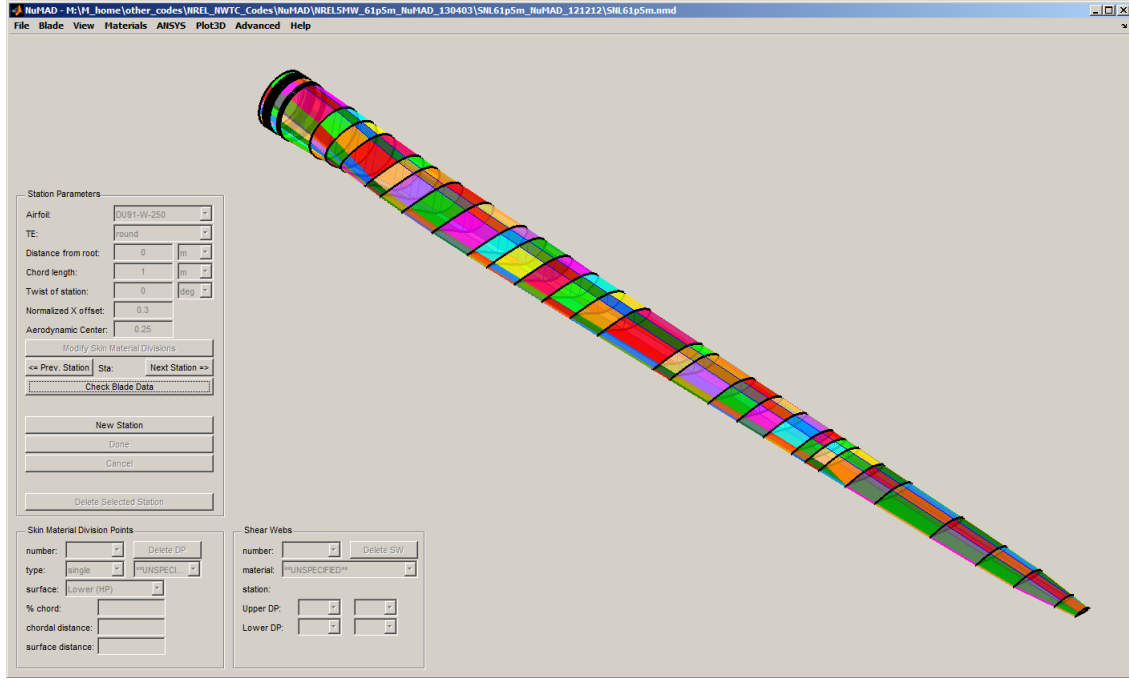 NuMAD - M:\M_home\other_codes\NREL_NWTC_Codes\NuMAD\NREL5MW_61p5m_NuMAD_130403\SNL61p5m_NuMAD_121212\SNL61p5m.nmd
File Blade View Materials ANSYS Plot3D Advanced Help
Station Parameters
Airfoil: DU91-W-250
TE: round
Distance from root: 0 m
Chord length: 1 m
Twist of station: 0 deg
Normalized X offset: 0.3
Aerodynamic Center: 0.25
Modify Skin Material Divisions
<= Prev. Station Sta: Next Station =>
Check Blade Data
New Station
Done
Cancel
Delete Selected Station
Skin Material Division Points
number: Delete DP
type: single **UNSPECI...
surface: Lower (HP)
% chord:
chordal distance:
surface distance:
Shear Webs
number: Delete SW
material: **UNSPECIFIED**
station:
Upper DP:
Lower DP: